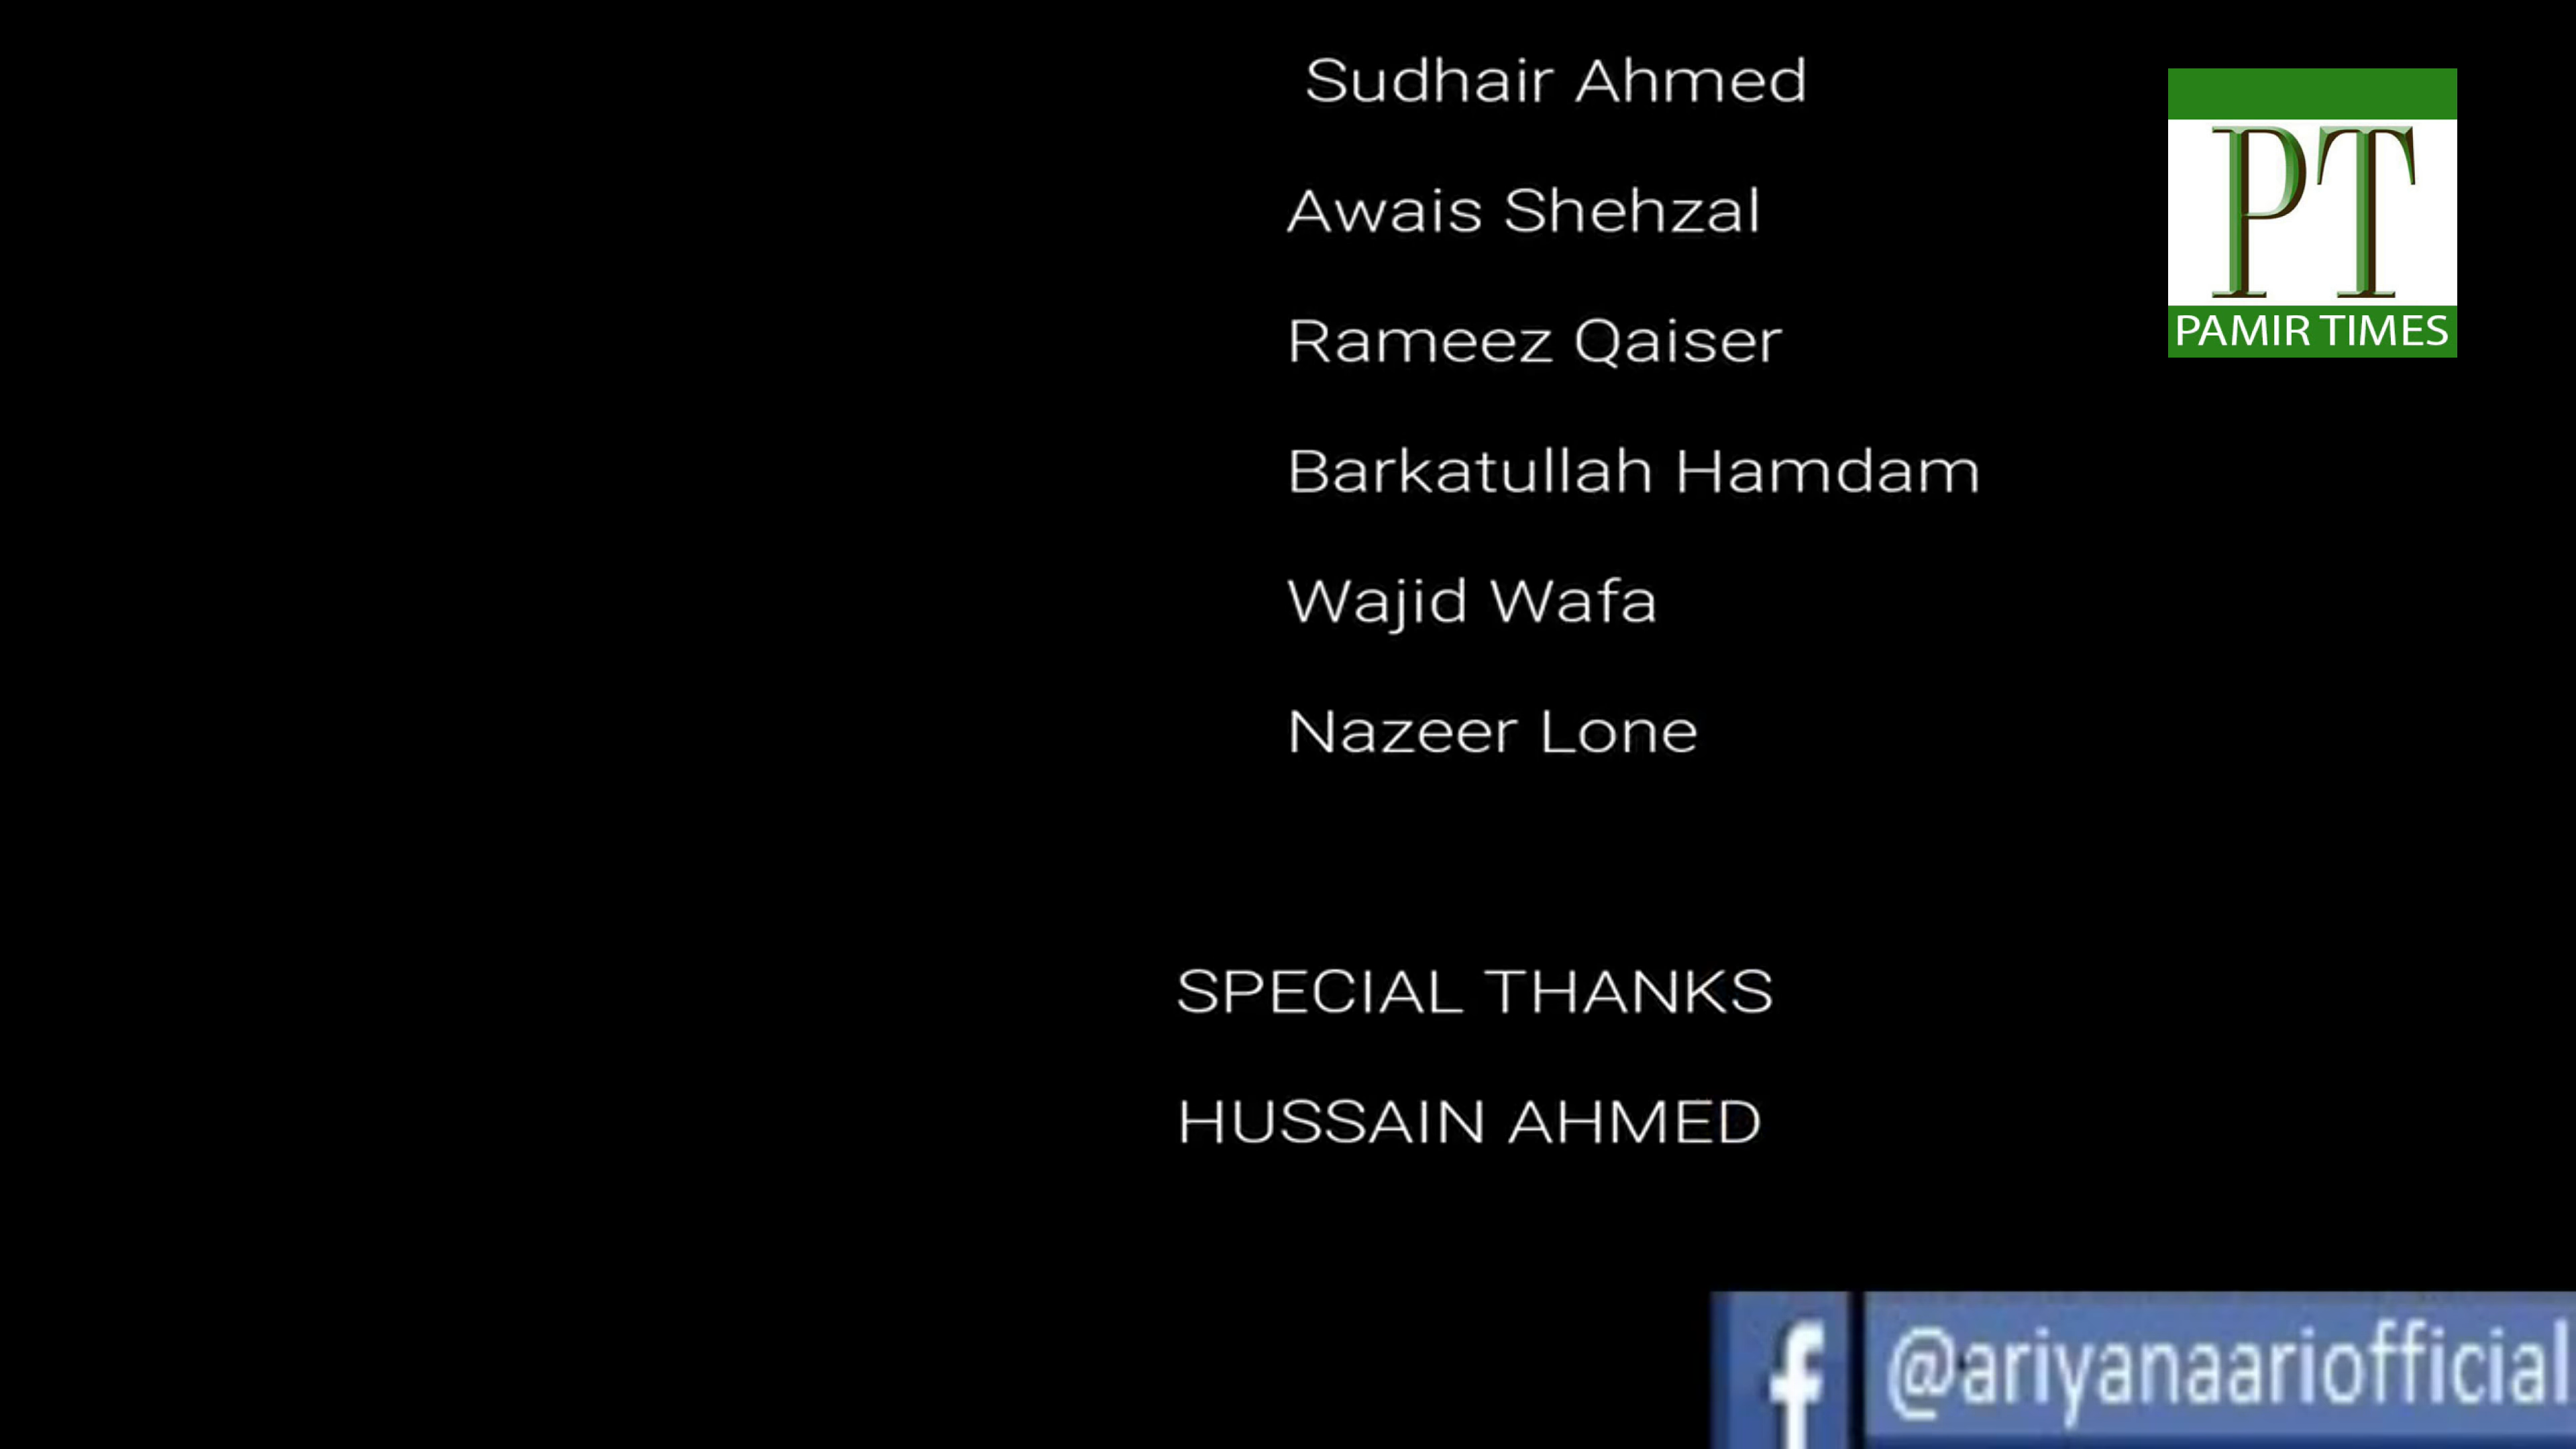 Sudhair Ahmed
PT
PAMIR TIMES
Awais Shehzal
Rameez Qaiser
Barkatullah Hamdam
Wajid Wafa
Nazeer Lone
SPECIAL THANKS
HUSSAIN AHMED
f @ariyanaariofficial